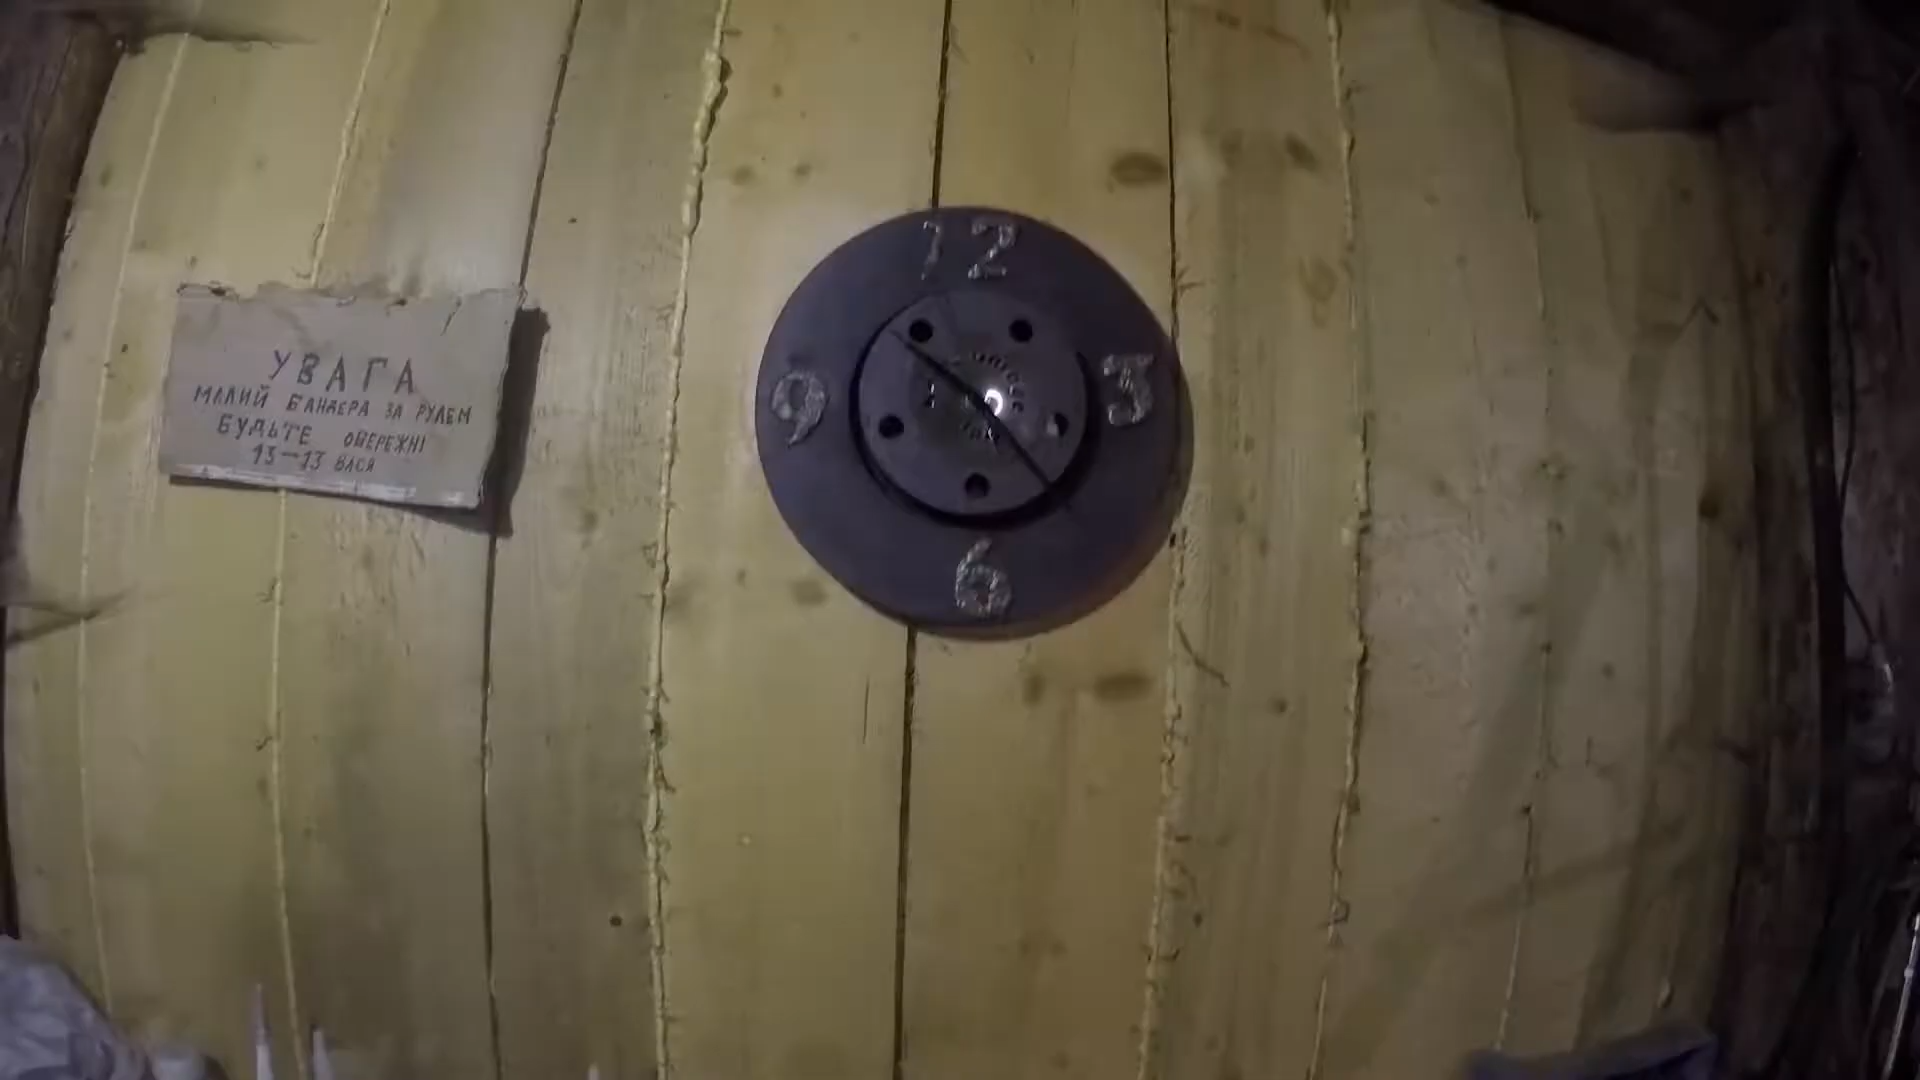 УВАГА
МАЛИЙ БАНДЕРА ЗА РУЛЕМ
БУДЬТЕ ОБЕРЕЖНІ
13-13 ВАСЯ
12
9
3
6